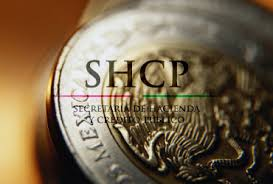 SHCP
SECRETARÍA DE HACIENDA
Y CRÉDITO PÚBLICO